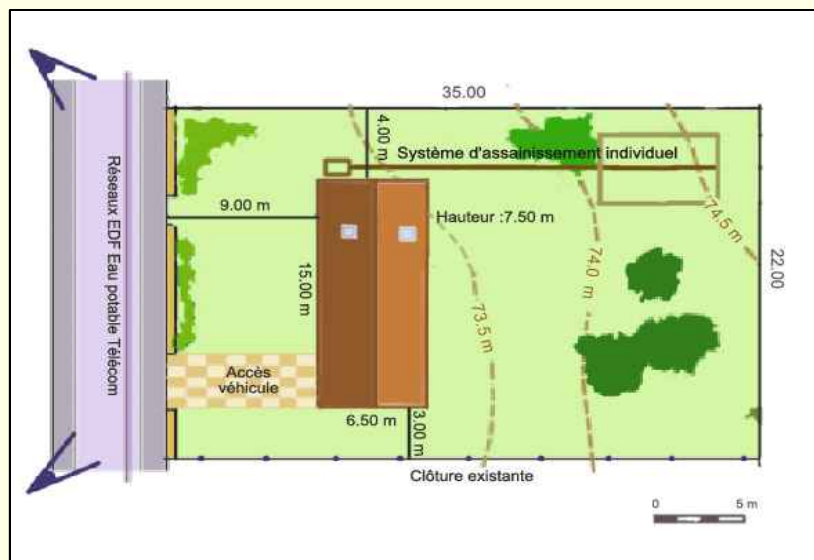 35.00
4.00 m
Système d'assainissement individuel
9.00 m
Hauteur :7.50 m
74.5 m
Réseaux EDF Eau potable Télécom
15.00 m
74.0 m
22.00
73.5 m
Accès
véhicule
6.50 m
3.00 m
Clôture existante
0 5 m